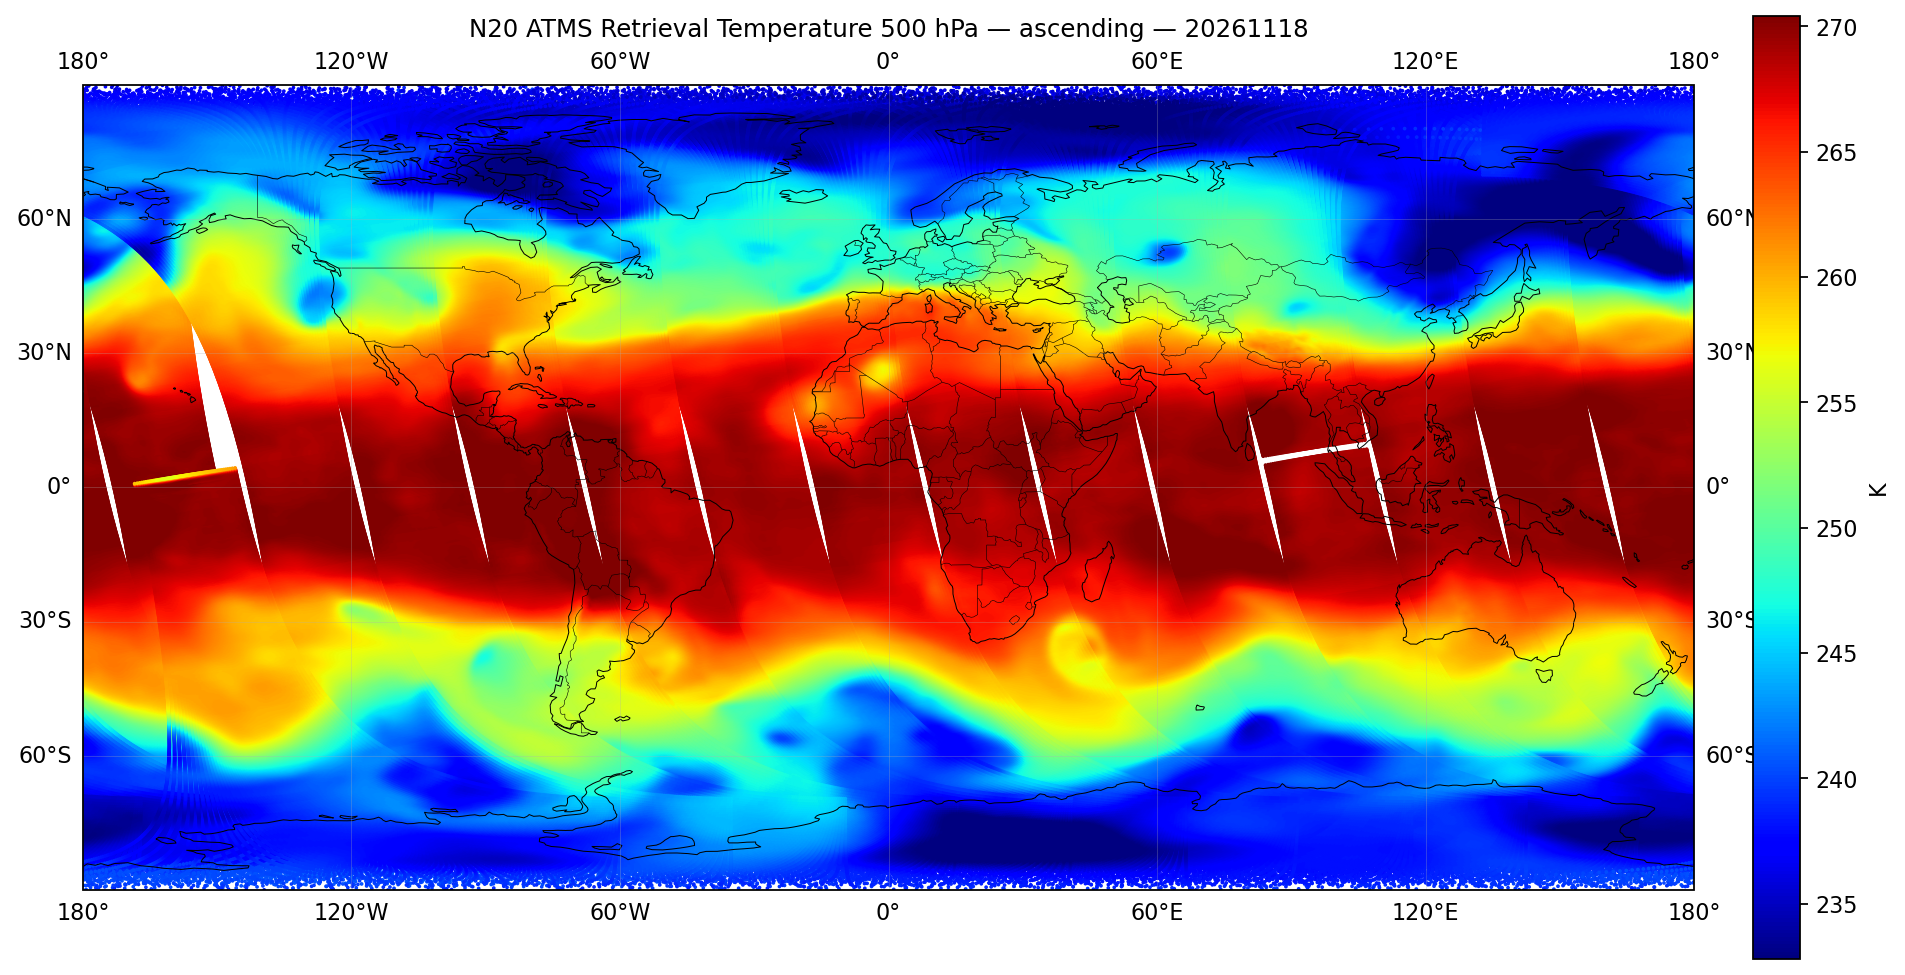 N20 ATMS Retrieval Temperature 500 hPa — ascending — 20261118
180° 120°W 60°W 0° 60°E 120°E 180°
270
265
260
255
250
245
240
235
K
60°N 60°N
30°N 30°N
0° 0°
30°S 30°S
60°S 60°S
180° 120°W 60°W 0° 60°E 120°E 180°